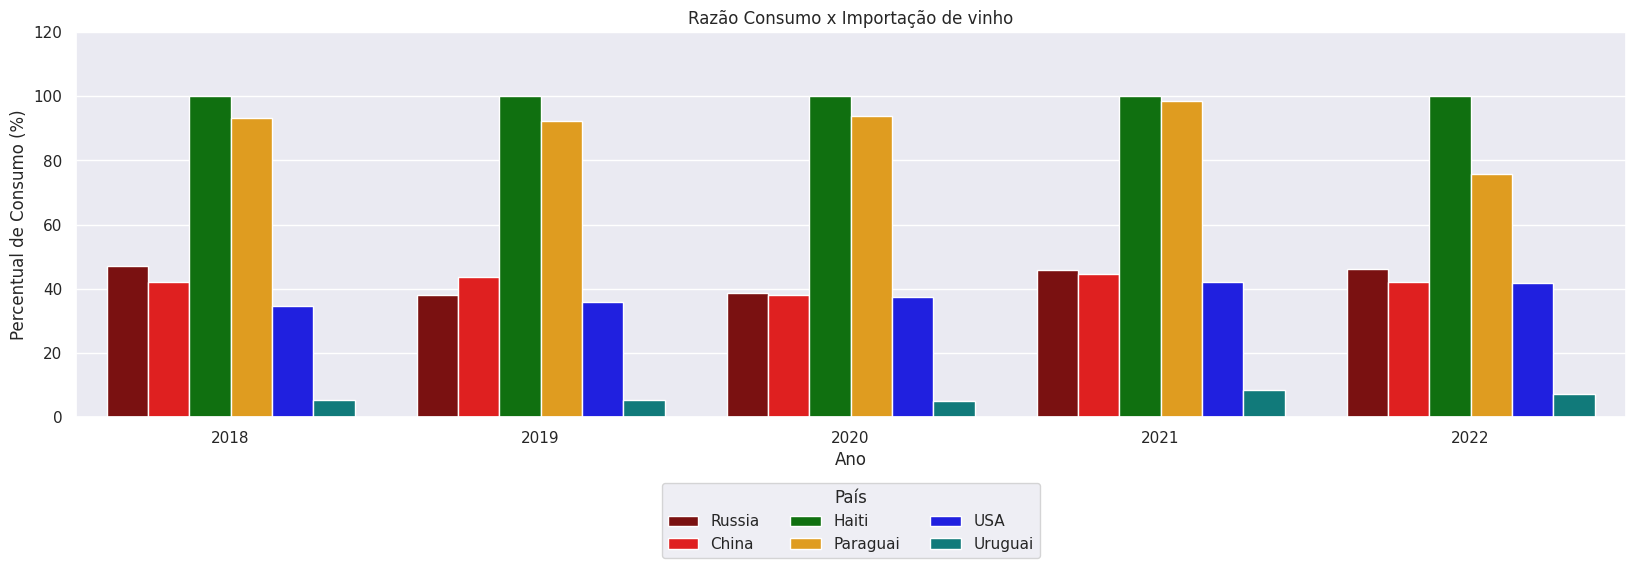 Razão Consumo x Importação de vinho
Percentual de Consumo (%)
120
100
80
60
40
20
0
2018 2019 2020 2021 2022
Ano
País
Russia Haiti USA
China Paraguai Uruguai